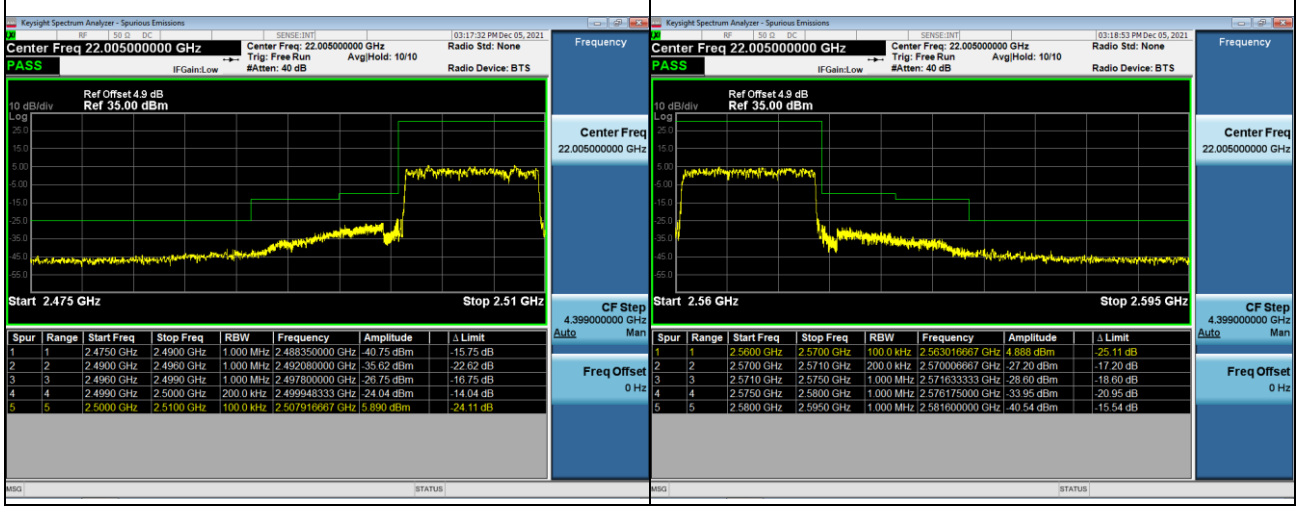 Keysight Spectrum Analyzer - Spurious Emissions
RF 50 Ω DC SENSE:INT 03:17:32 PM Dec 05, 2021
Center Freq 22.005000000 GHz
Center Freq: 22.005000000 GHz
Radio Std: None
Trig: Free Run Avg|Hold: 10/10
PASS
IFGain:Low
#Atten: 40 dB
Radio Device: BTS
Ref Offset 4.9 dB
10 dB/div Ref 35.00 dBm
Log
25.0
15.0
5.00
-5.00
-15.0
-25.0
-35.0
-45.0
-55.0
Start 2.475 GHz Stop 2.51 GHz
Spur Range Start Freq Stop Freq RBW Frequency Amplitude Δ Limit
1 1 2.4750 GHz 2.4900 GHz 1.000 MHz 2.488350000 GHz -40.75 dBm -15.75 dB
2 2 2.4900 GHz 2.4960 GHz 1.000 MHz 2.492080000 GHz -35.62 dBm -22.62 dB
3 3 2.4960 GHz 2.4990 GHz 1.000 MHz 2.497800000 GHz -26.75 dBm -16.75 dB
4 4 2.4990 GHz 2.5000 GHz 200.0 kHz 2.499948333 GHz -24.04 dBm -14.04 dB
5 5 2.5000 GHz 2.5100 GHz 100.0 kHz 2.507916667 GHz 5.890 dBm -24.11 dB
MSG STATUS
Frequency
Center Freq
22.005000000 GHz
CF Step
4.399000000 GHz
Auto Man
Freq Offset
0 Hz
Keysight Spectrum Analyzer - Spurious Emissions
RF 50 Ω DC SENSE:INT 03:18:53 PM Dec 05, 2021
Center Freq 22.005000000 GHz
Center Freq: 22.005000000 GHz
Radio Std: None
Trig: Free Run Avg|Hold: 10/10
PASS
IFGain:Low
#Atten: 40 dB
Radio Device: BTS
Ref Offset 4.9 dB
10 dB/div Ref 35.00 dBm
Log
25.0
15.0
5.00
-5.00
-15.0
-25.0
-35.0
-45.0
-55.0
Start 2.56 GHz Stop 2.595 GHz
Spur Range Start Freq Stop Freq RBW Frequency Amplitude Δ Limit
1 1 2.5600 GHz 2.5700 GHz 100.0 kHz 2.563016667 GHz 4.888 dBm -25.11 dB
2 2 2.5700 GHz 2.5710 GHz 200.0 kHz 2.570006667 GHz -27.20 dBm -17.20 dB
3 3 2.5710 GHz 2.5750 GHz 1.000 MHz 2.571633333 GHz -28.60 dBm -18.60 dB
4 4 2.5750 GHz 2.5800 GHz 1.000 MHz 2.576175000 GHz -33.95 dBm -20.95 dB
5 5 2.5800 GHz 2.5950 GHz 1.000 MHz 2.581600000 GHz -40.54 dBm -15.54 dB
MSG STATUS
Frequency
Center Freq
22.005000000 GHz
CF Step
4.399000000 GHz
Auto Man
Freq Offset
0 Hz